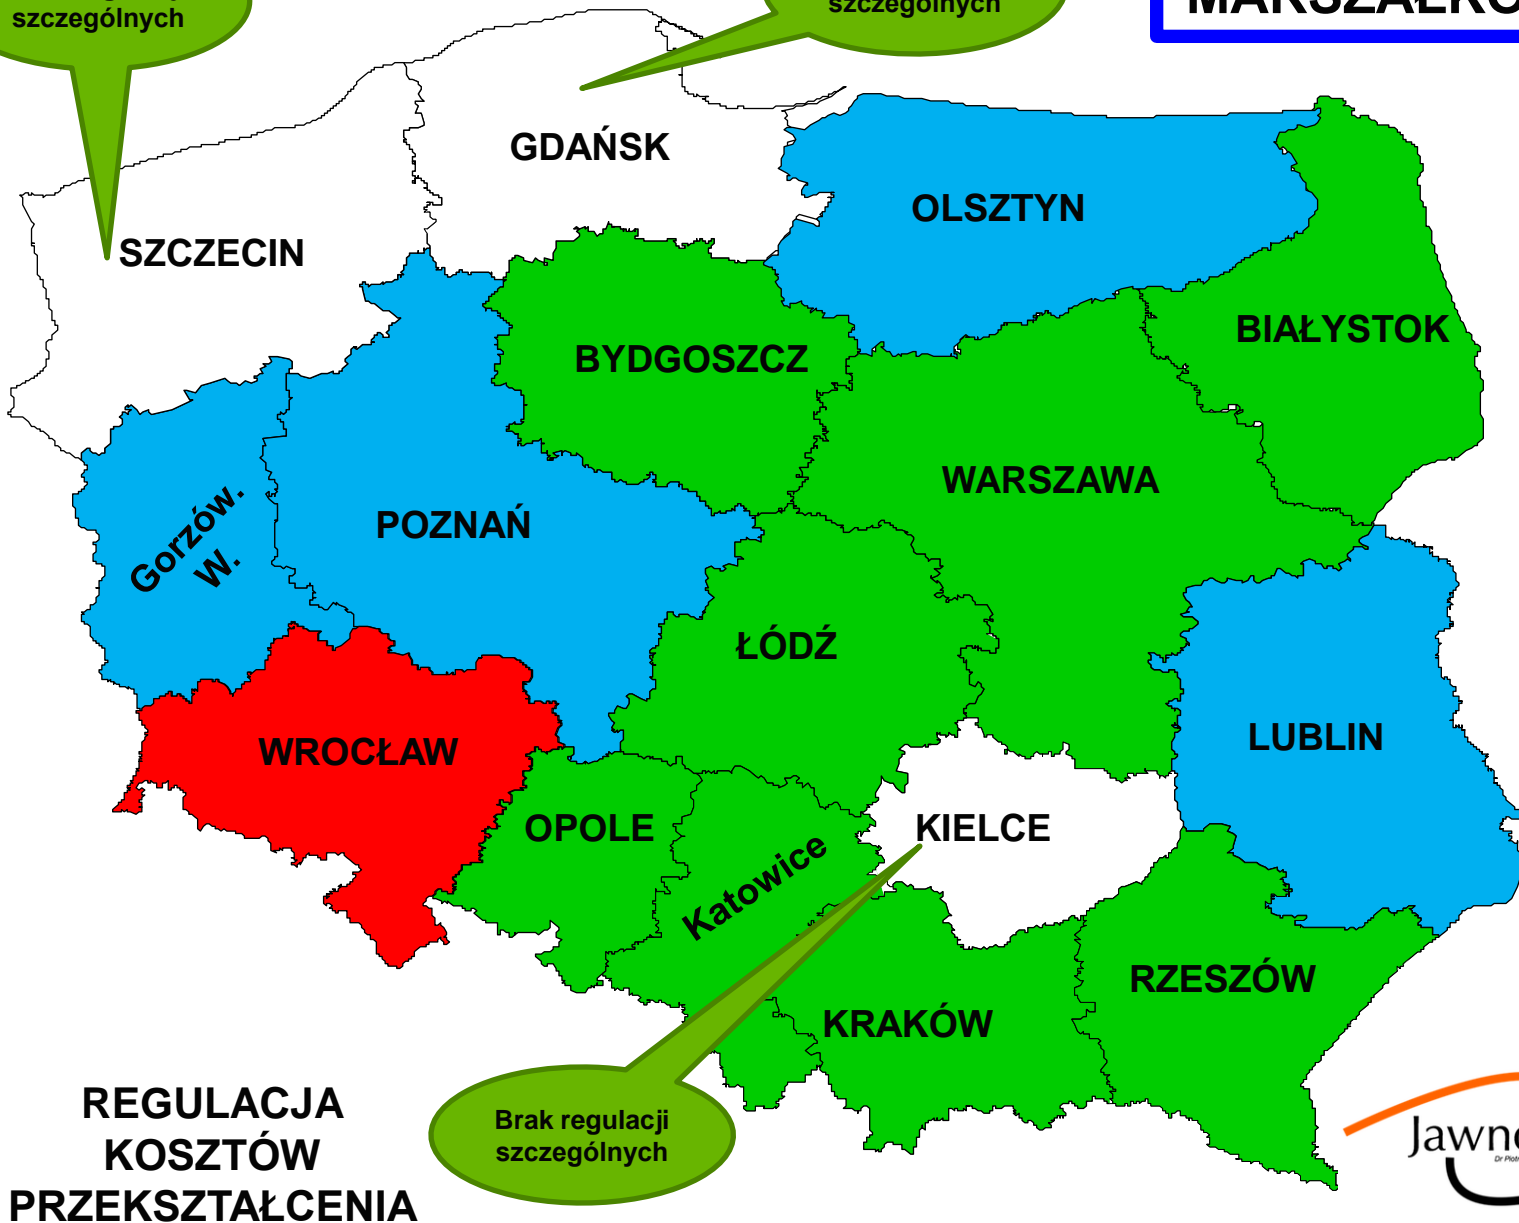 szczególnych
szczególnych
GDAŃSK
OLSZTYN
SZCZECIN
BIAŁYSTOK
BYDGOSZCZ
WARSZAWA
Gorzów.
W.
POZNAŃ
ŁÓDŹ
WROCŁAW
LUBLIN
OPOLE
KIELCE
Katowice
RZESZÓW
KRAKÓW
Brak regulacji
szczególnych
REGULACJA
KOSZTÓW
PRZEKSZTAŁCENIA